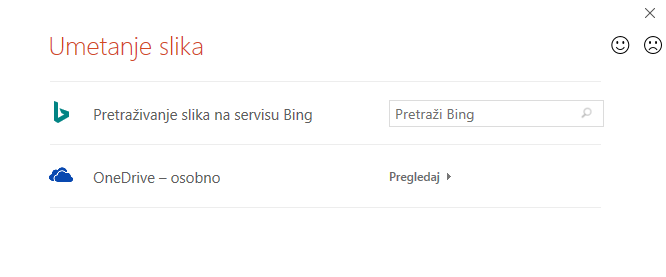 Umetanje slika
Pretraživanje slika na servisu Bing
Pretraži Bing
OneDrive – osobno
Pregledaj